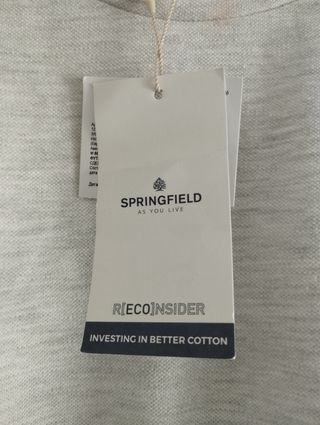 SPRINGFIELD
AS YOU LIVE
R[ECO]NSIDER
INVESTING IN BETTER COTTON